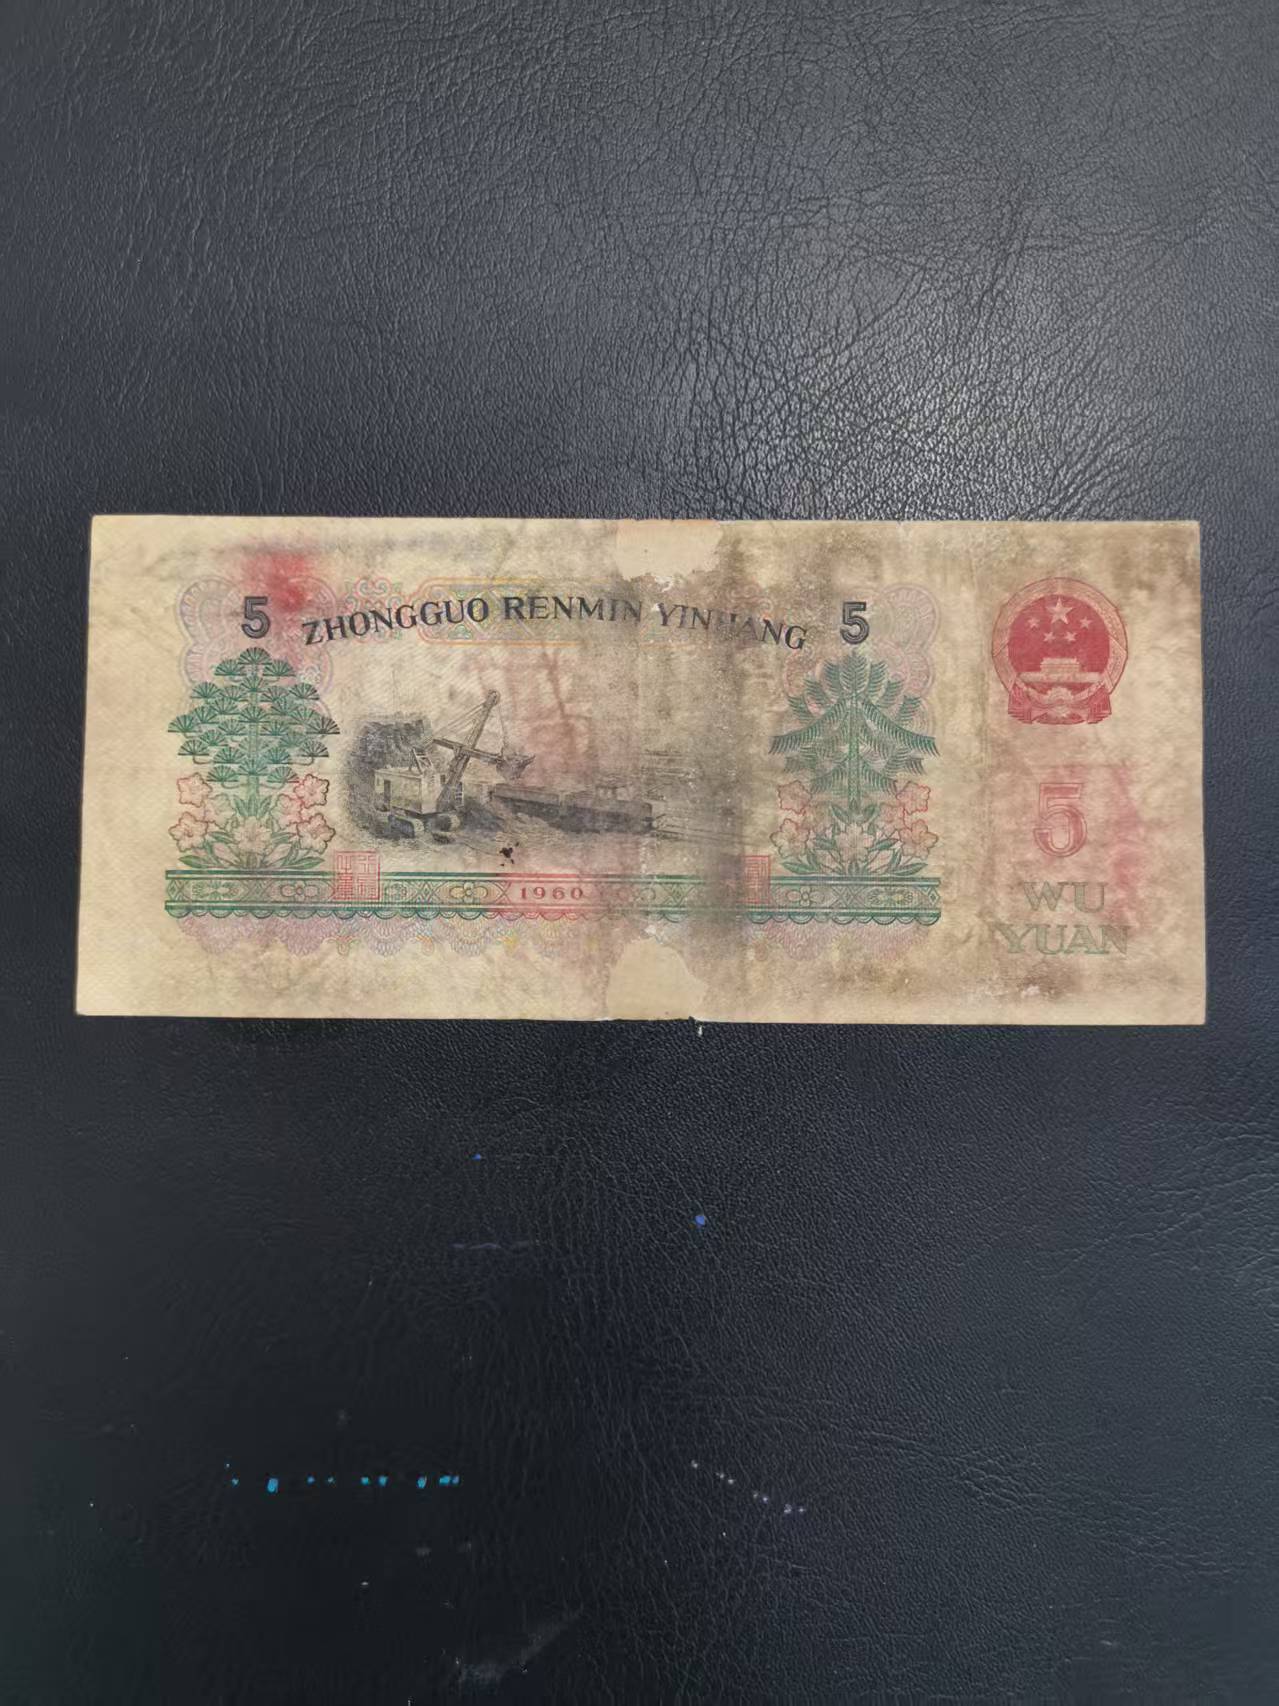 5 ZHONGGUO RENMIN YINHANG 5
5
WU
YUAN
1960